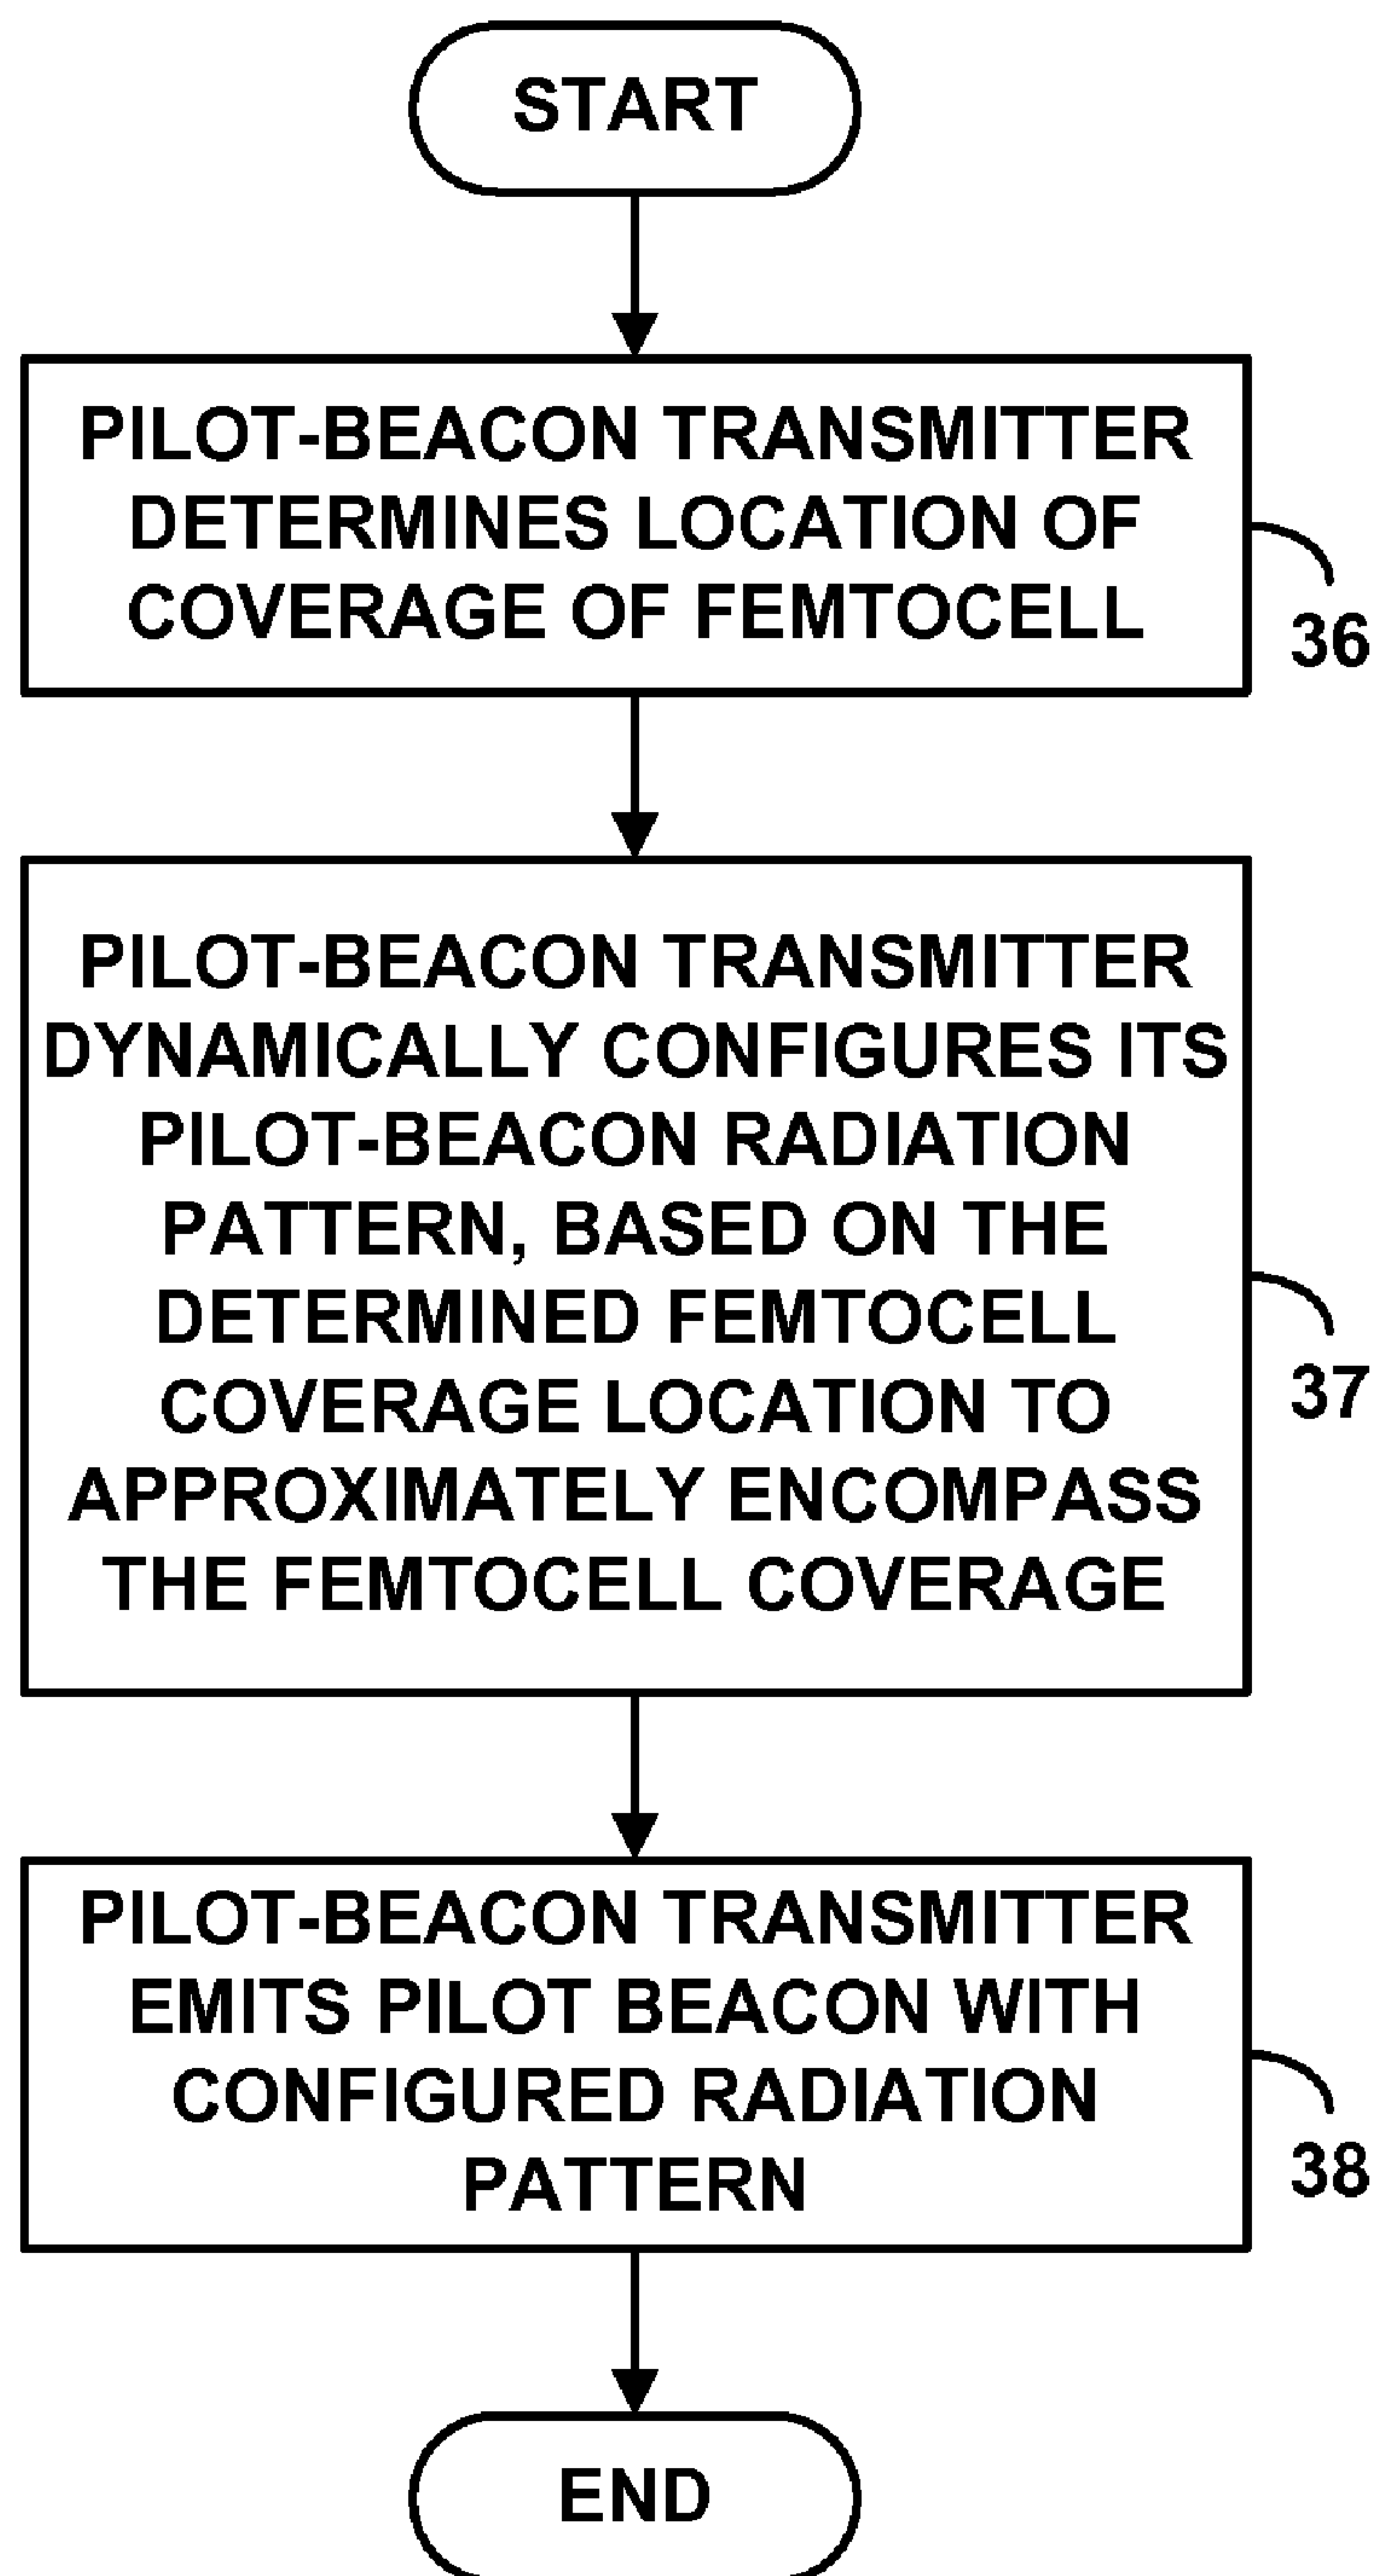 START
PILOT-BEACON TRANSMITTER
DETERMINES LOCATION OF
COVERAGE OF FEMTOCELL
36
PILOT-BEACON TRANSMITTER
DYNAMICALLY CONFIGURES ITS
PILOT-BEACON RADIATION
PATTERN, BASED ON THE
DETERMINED FEMTOCELL
COVERAGE LOCATION TO
APPROXIMATELY ENCOMPASS
THE FEMTOCELL COVERAGE
37
PILOT-BEACON TRANSMITTER
EMITS PILOT BEACON WITH
CONFIGURED RADIATION
PATTERN
38
END